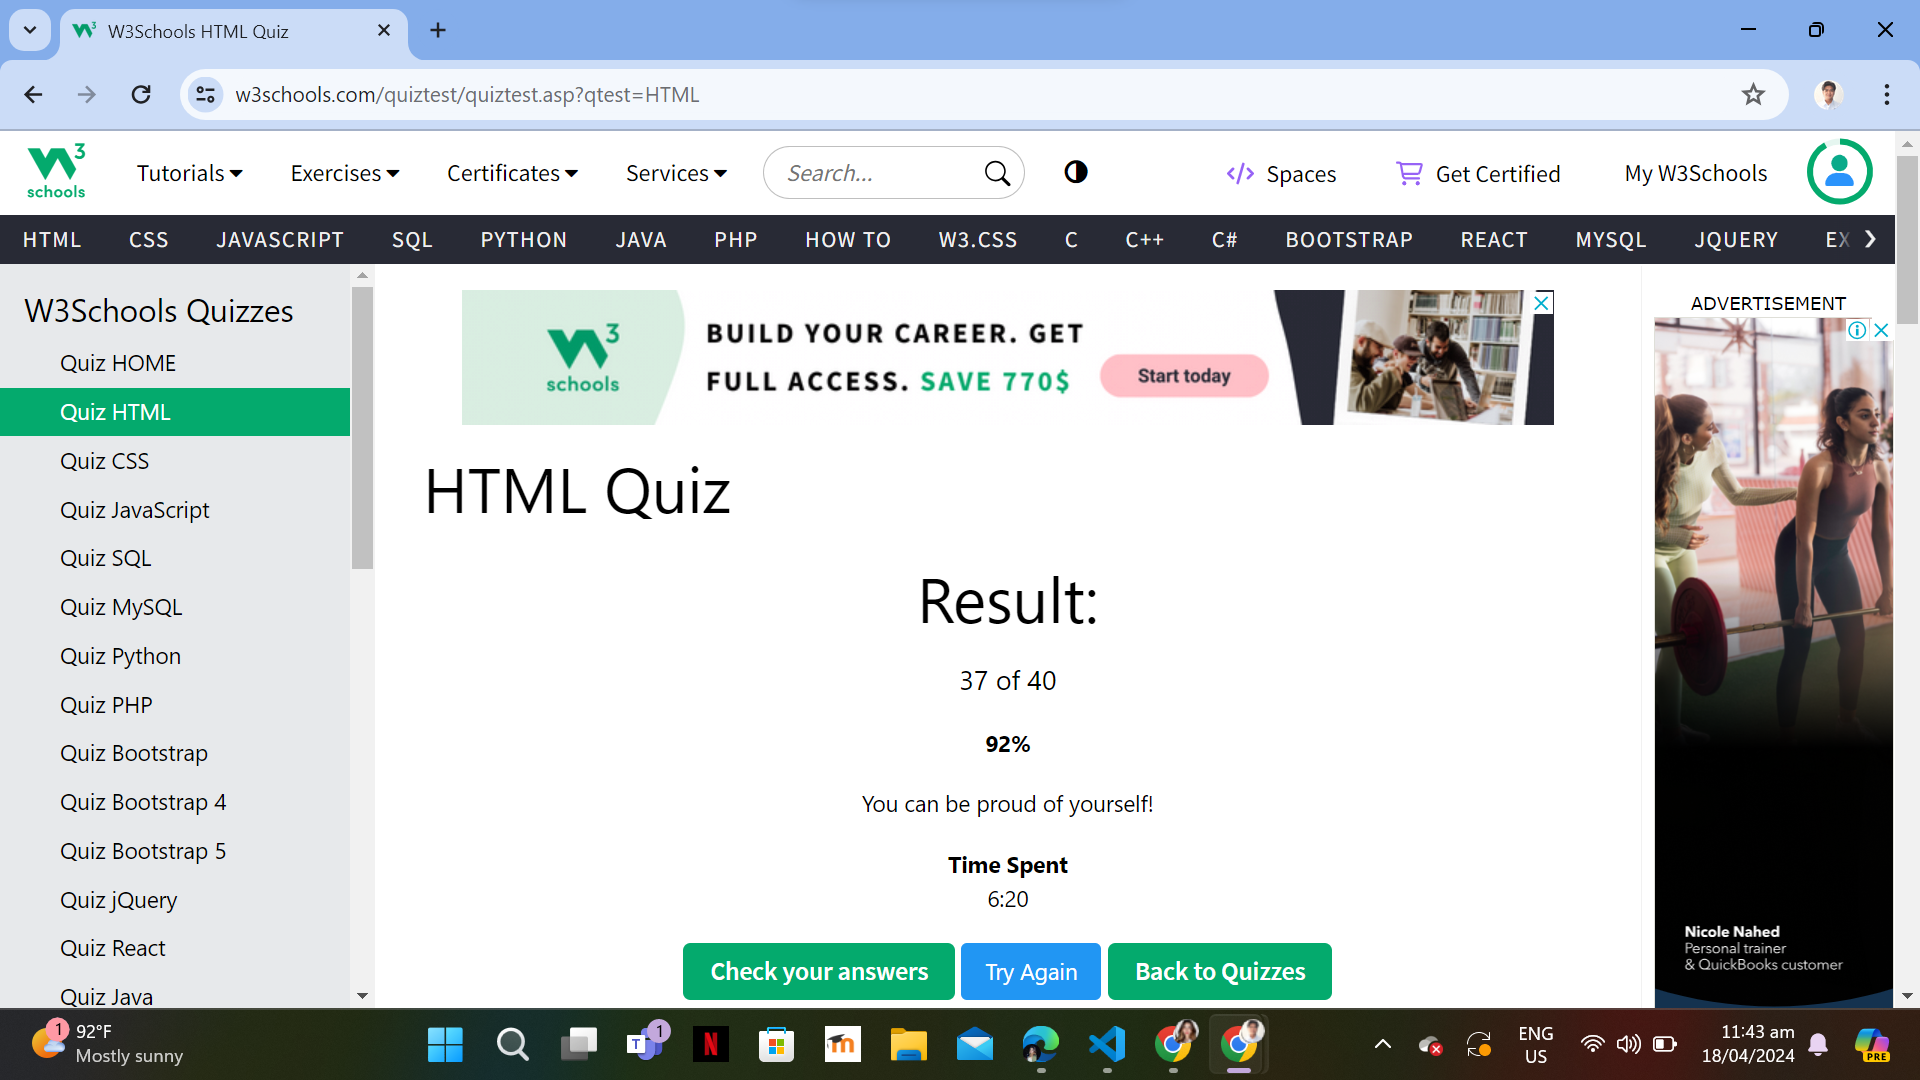 W3Schools HTML Quiz
w3schools.com/quiztest/quiztest.asp?qtest=HTML
W3 schools
Tutorials
Exercises
Certificates
Services
Search...
Spaces
Get Certified
My W3Schools
HTML
CSS
JAVASCRIPT
SQL
PYTHON
JAVA
PHP
HOW TO
W3.CSS
C
C++
C#
BOOTSTRAP
REACT
MYSQL
JQUERY
EX
W3Schools Quizzes
Quiz HOME
Quiz HTML
Quiz CSS
Quiz JavaScript
Quiz SQL
Quiz MySQL
Quiz Python
Quiz PHP
Quiz Bootstrap
Quiz Bootstrap 4
Quiz Bootstrap 5
Quiz jQuery
Quiz React
Quiz Java
W3 schools
BUILD YOUR CAREER. GET
FULL ACCESS. SAVE 770$
Start today
HTML Quiz
Result:
37 of 40
92%
You can be proud of yourself!
Time Spent
6:20
Check your answers
Try Again
Back to Quizzes
ADVERTISEMENT
Nicole Nahed
Personal trainer
& QuickBooks customer
1
92°F
Mostly sunny
T
1
N
m
ENG
US
11:43 am
18/04/2024
PRE